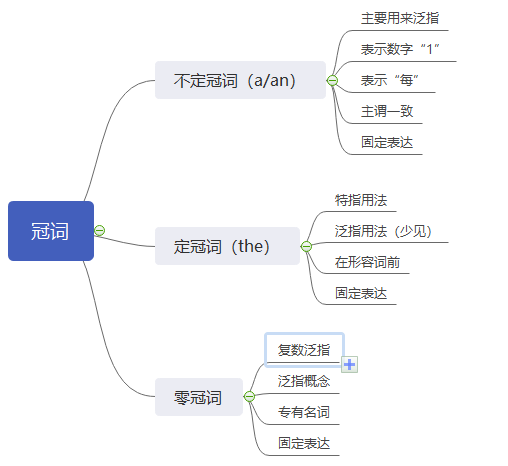 冠词
不定冠词（a/an）
主要用来泛指
表示数字“1”
表示“每”
主谓一致
固定表达
定冠词（the）
特指用法
泛指用法（少见）
在形容词前
固定表达
零冠词
复数泛指
泛指概念
专有名词
固定表达